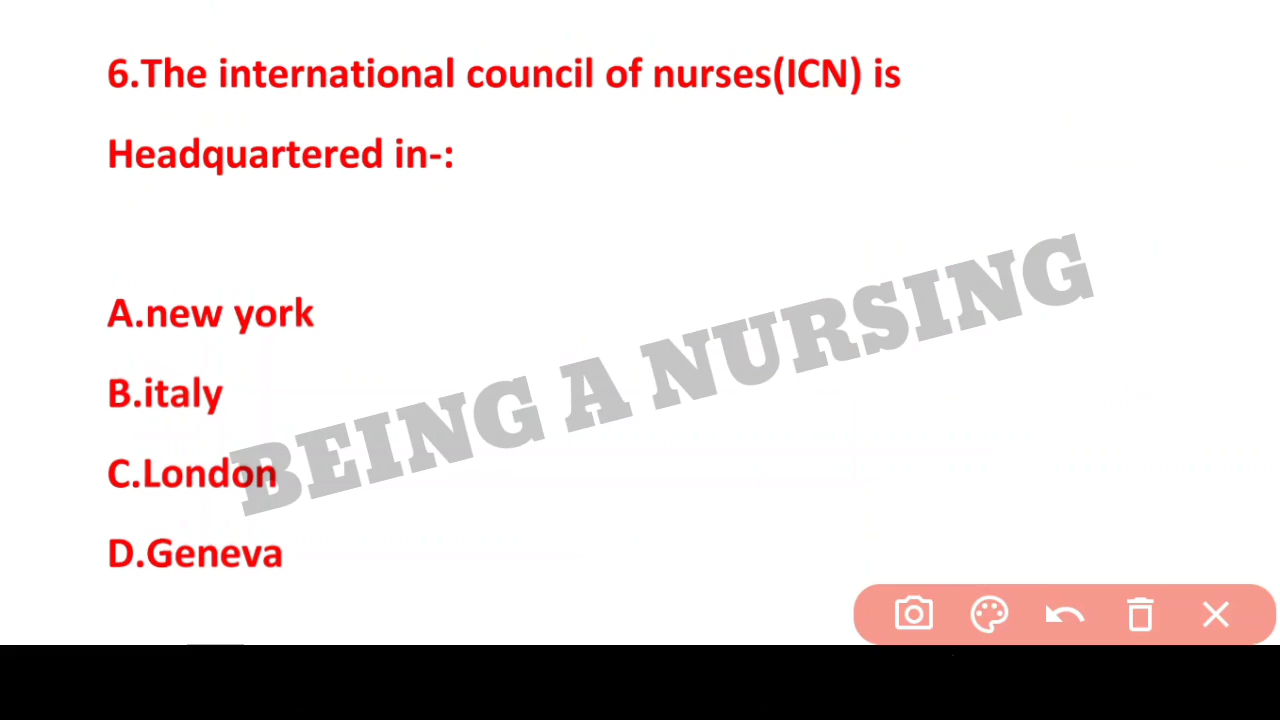 6.The international council of nurses(ICN) is
Headquartered in-:
A.new york
B.italy
C.London
D.Geneva
BEING A NURSING